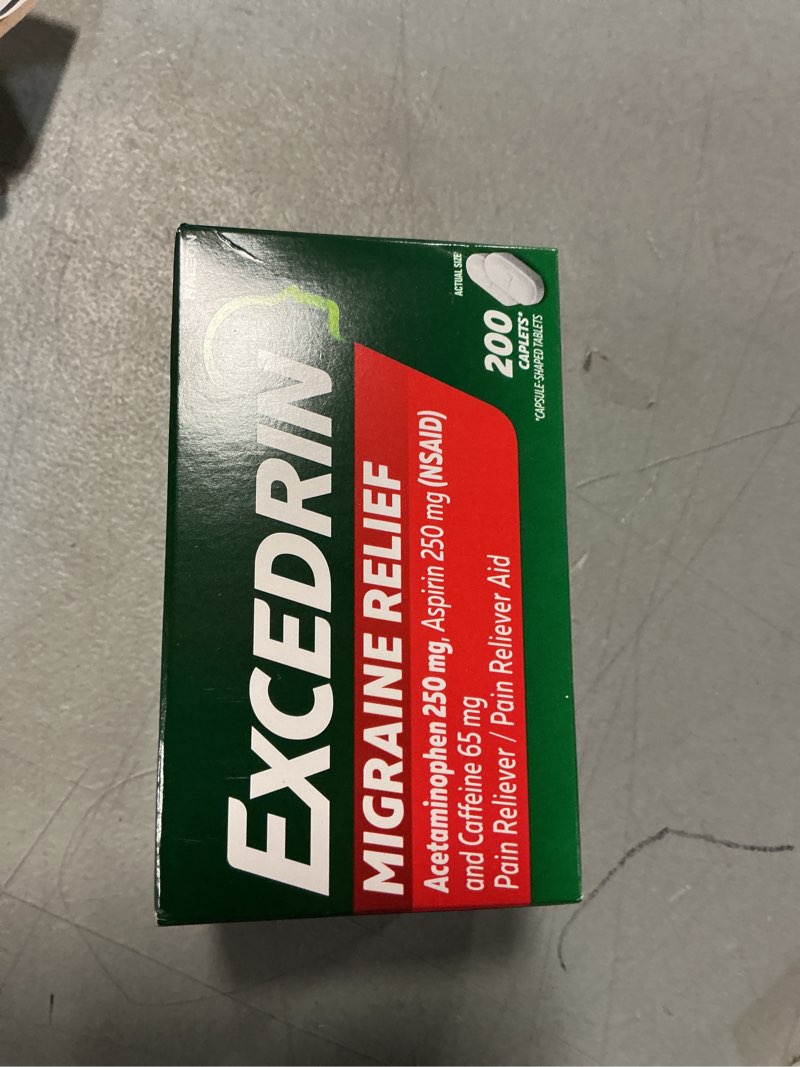 EXCEDRIN
MIGRAINE RELIEF
Acetaminophen 250 mg, Aspirin 250 mg (NSAID)
and Caffeine 65 mg
Pain Reliever / Pain Reliever Aid
ACTUAL SIZE
200
CAPLETS*
*CAPSULE-SHAPED TABLETS